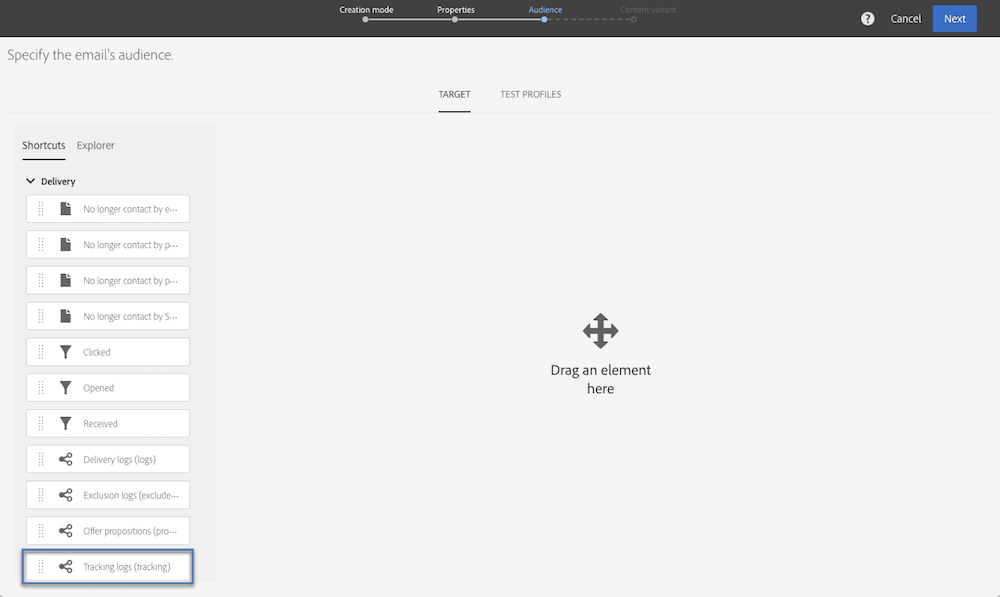 Creation mode
Properties
Audience
Content variant
?
Cancel
Next
Specify the email's audience.
TARGET
TEST PROFILES
Shortcuts
Explorer
Delivery
No longer contact by e...
No longer contact by p...
No longer contact by p...
No longer contact by S...
Clicked
Opened
Received
Delivery logs (logs)
Exclusion logs (exclude...
Offer propositions (pro...
Tracking logs (tracking)
Drag an element
here